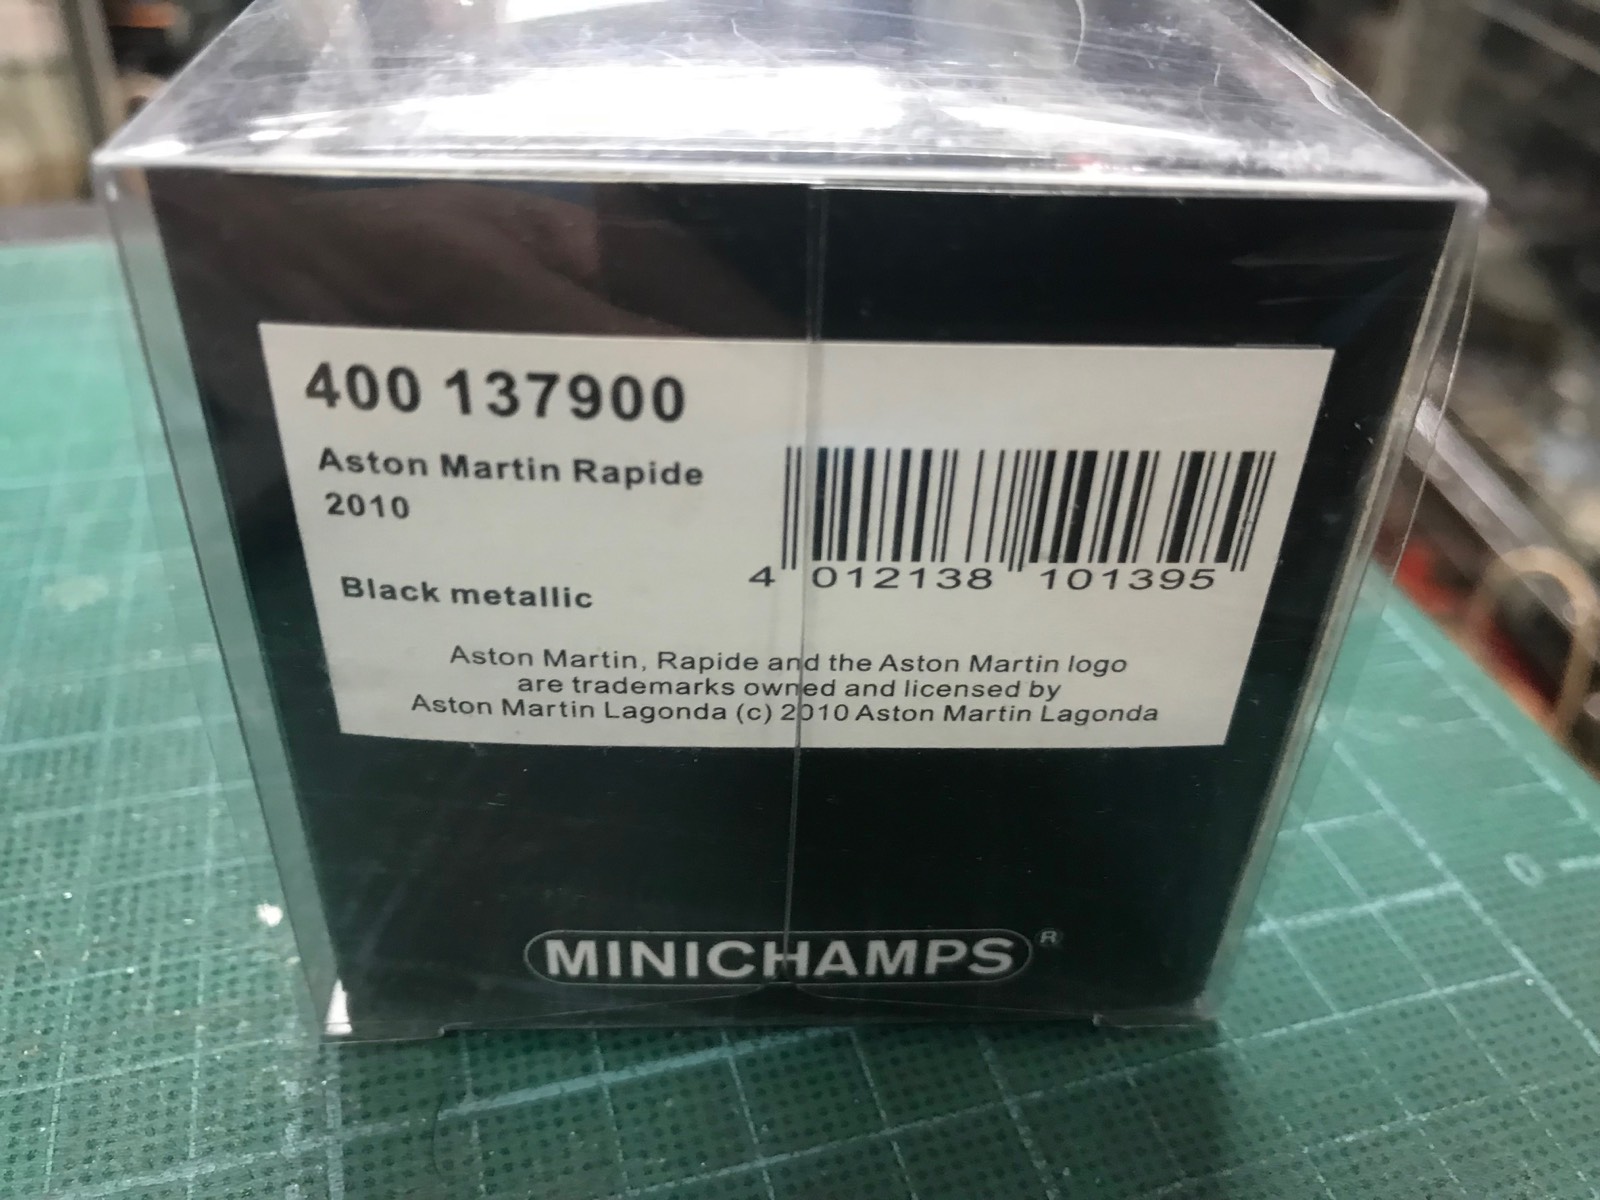 400 137900
Aston Martin Rapide
2010
Black metallic
4 012138 101395
Aston Martin, Rapide and the Aston Martin logo
are trademarks owned and licensed by
Aston Martin Lagonda (c) 2010 Aston Martin Lagonda
MINICHAMPS ®